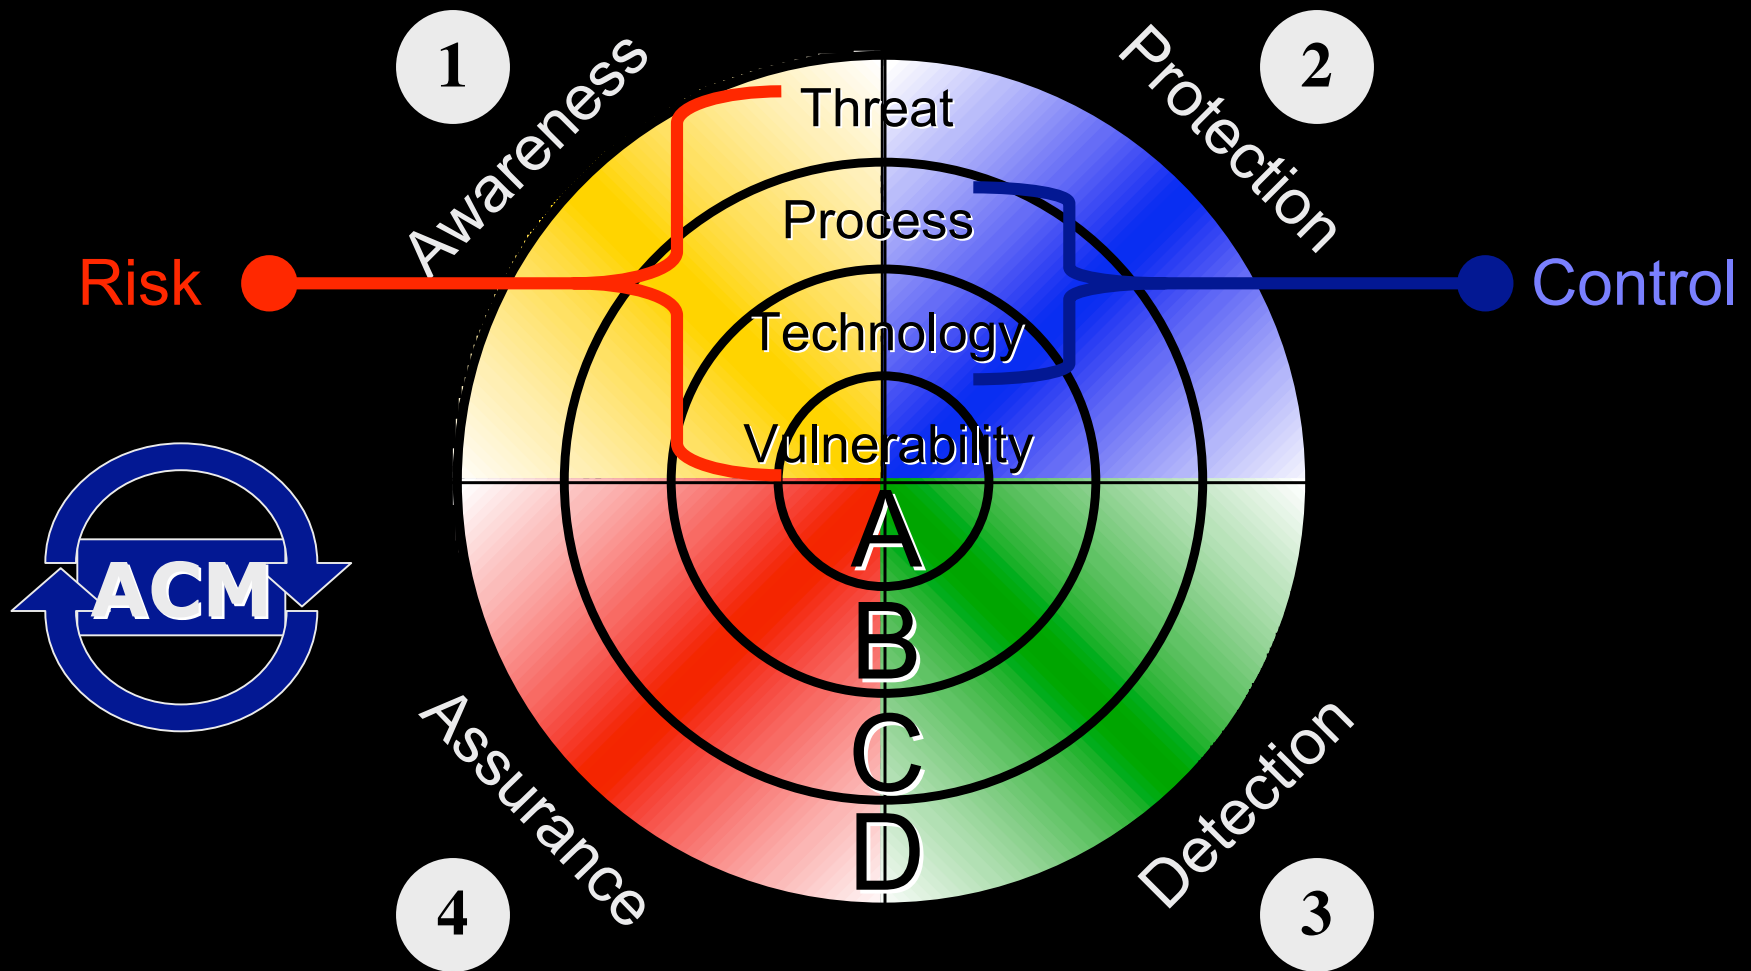 1
Awareness
2
Protection
Threat
Process
Technology
Vulnerability
Risk
Control
ACM
A
B
C
D
Assurance
4
Detection
3